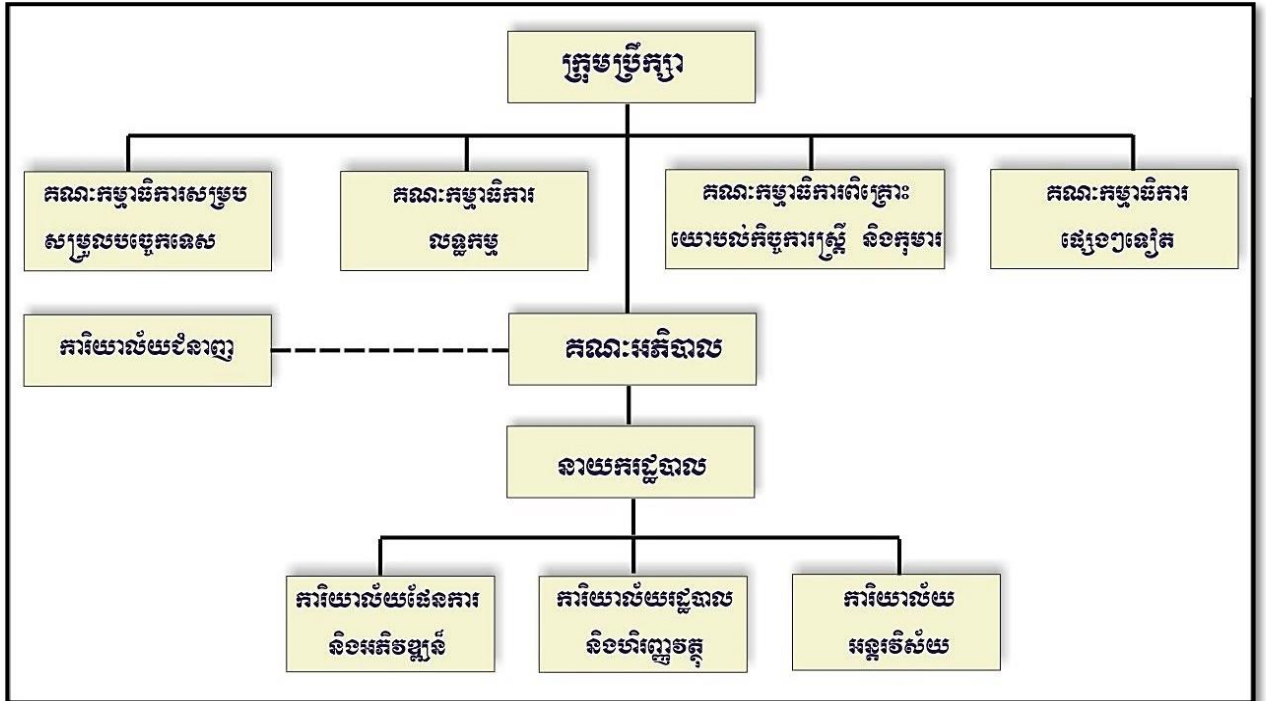 ក្រុមប្រឹក្សា
គណៈកម្មាធិការសម្រប
សម្រួលបច្ចេកទេស
គណៈកម្មាធិការ
លទ្ធកម្ម
គណៈកម្មាធិការពិគ្រោះ
យោបល់កិច្ចការស្ត្រី និងកុមារ
គណៈកម្មាធិការ
ផ្សេងៗទៀត
ការិយាល័យជំនាញ
គណៈអភិបាល
នាយករដ្ឋបាល
ការិយាល័យផែនការ
និងអភិវឌ្ឍន៍
ការិយាល័យរដ្ឋបាល
និងហិរញ្ញវត្ថុ
ការិយាល័យ
អន្តរវិស័យ